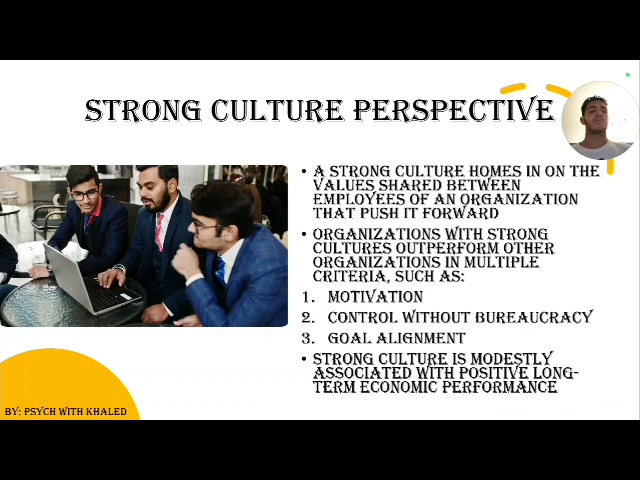 STRONG CULTURE PERSPECTIVE
• A STRONG CULTURE HOMES IN ON THE
VALUES SHARED BETWEEN
EMPLOYEES OF AN ORGANIZATION
THAT PUSH IT FORWARD
• ORGANIZATIONS WITH STRONG
CULTURES OUTPERFORM OTHER
ORGANIZATIONS IN MULTIPLE
CRITERIA, SUCH AS:
1. MOTIVATION
2. CONTROL WITHOUT BUREAUCRACY
3. GOAL ALIGNMENT
• STRONG CULTURE IS MODESTLY
ASSOCIATED WITH POSITIVE LONG-
TERM ECONOMIC PERFORMANCE
BY: PSYCH WITH KHALED